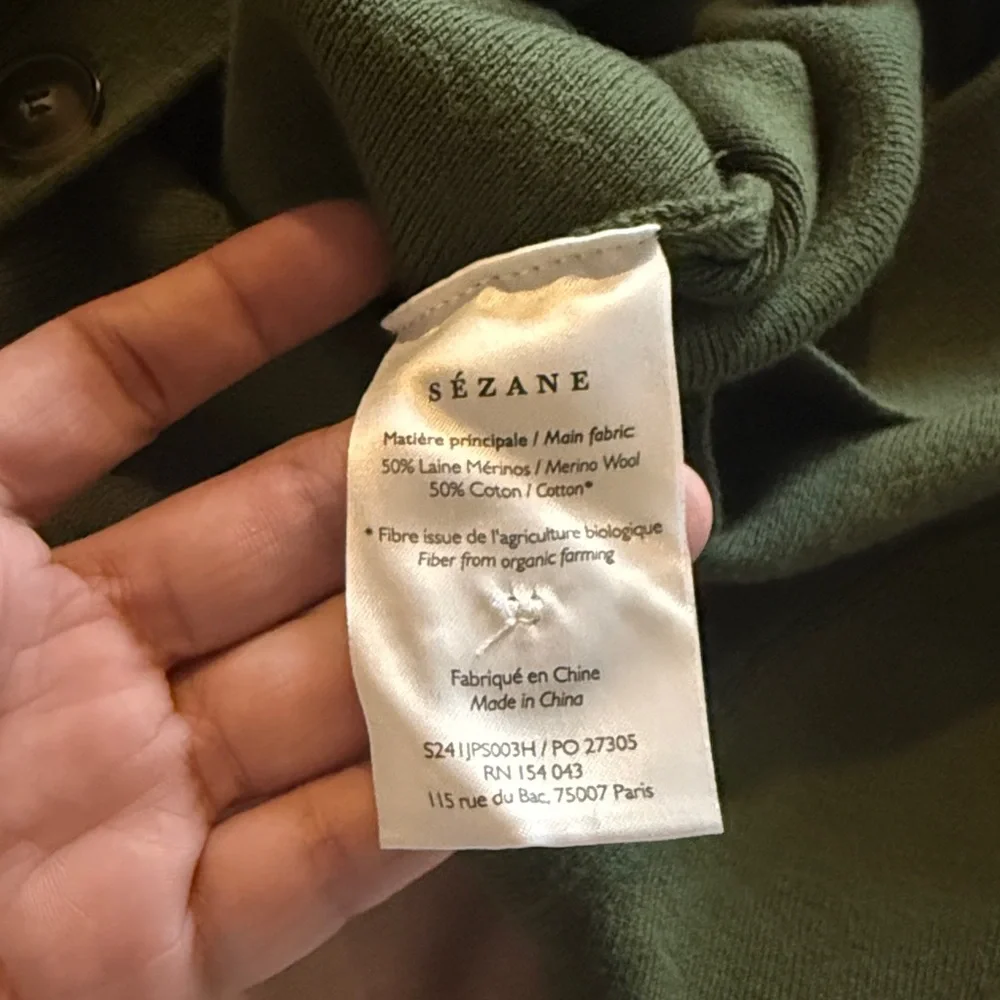 SÉZANE
Matière principale / Main fabric
50% Laine Mérinos / Merino Wool
50% Coton / Cotton*
* Fibre issue de l'agriculture biologique
Fiber from organic farming
Fabriqué en Chine
Made in China
S241JPS003H / PO 27305
RN 154 043
115 rue du Bac, 75007 Paris